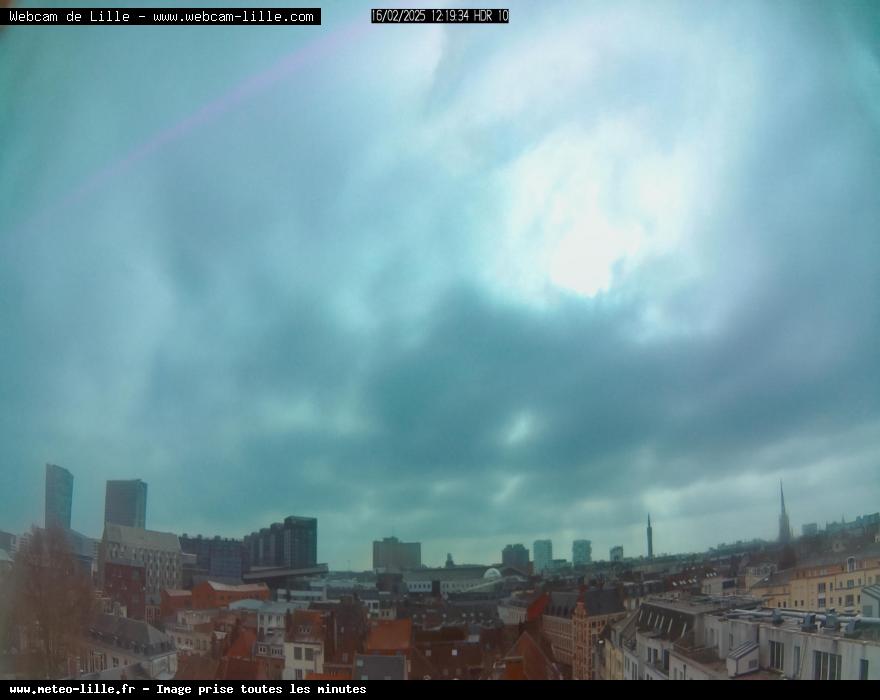 Webcam de Lille - www.webcam-lille.com
16/02/2025 12:19:34 HDR 10
www.meteo-lille.fr - Image prise toutes les minutes